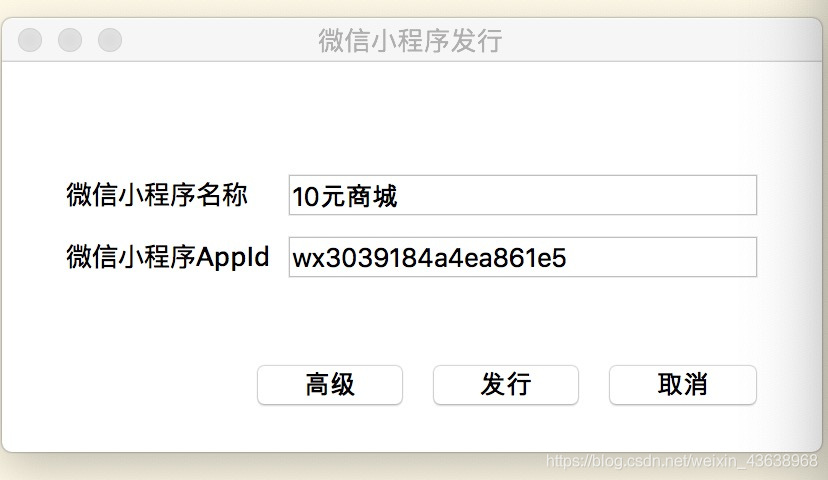 微信小程序发行
微信小程序名称 10元商城
微信小程序AppId wx3039184a4ea861e5
高级 发行 取消
https://blog.csdn.net/weixin_43638968